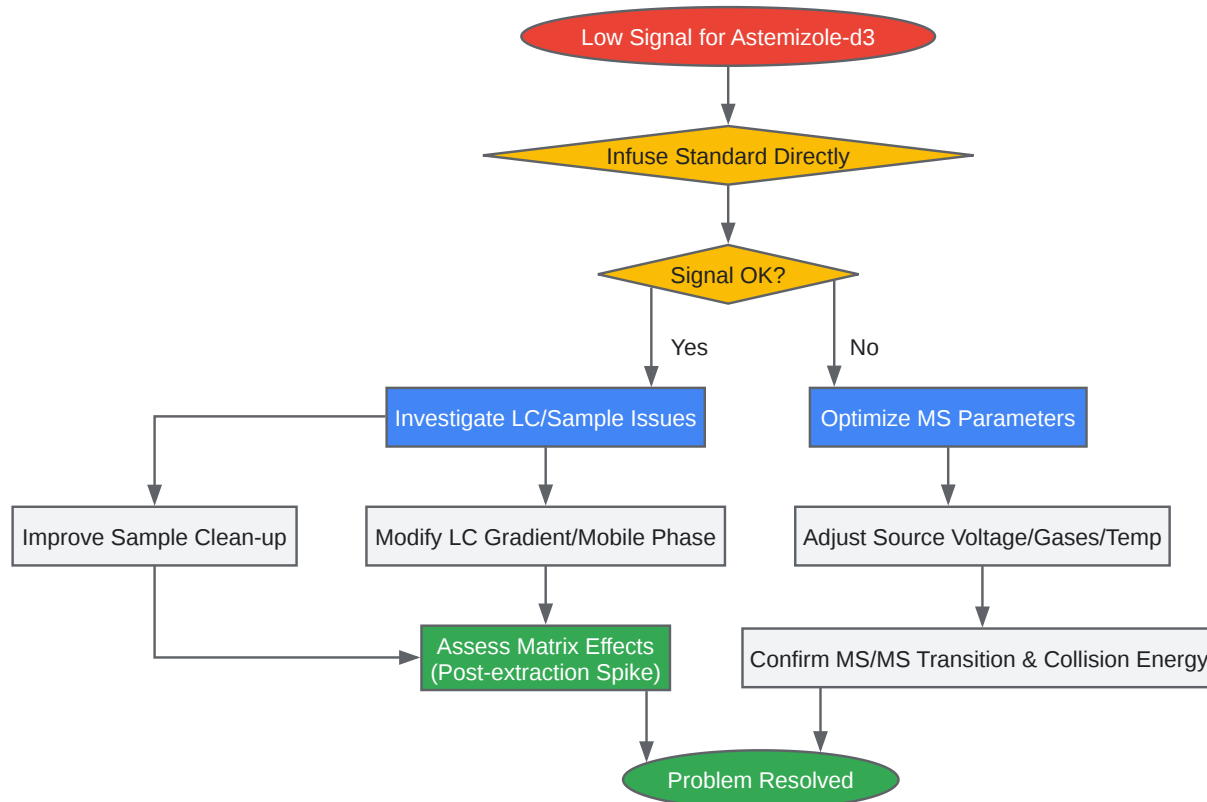 Low Signal for Astemizole-d3
Infuse Standard Directly
Signal OK?
Yes
No
Investigate LC/Sample Issues
Optimize MS Parameters
Improve Sample Clean-up
Modify LC Gradient/Mobile Phase
Adjust Source Voltage/Gases/Temp
Assess Matrix Effects
(Post-extraction Spike)
Confirm MS/MS Transition & Collision Energy
Problem Resolved